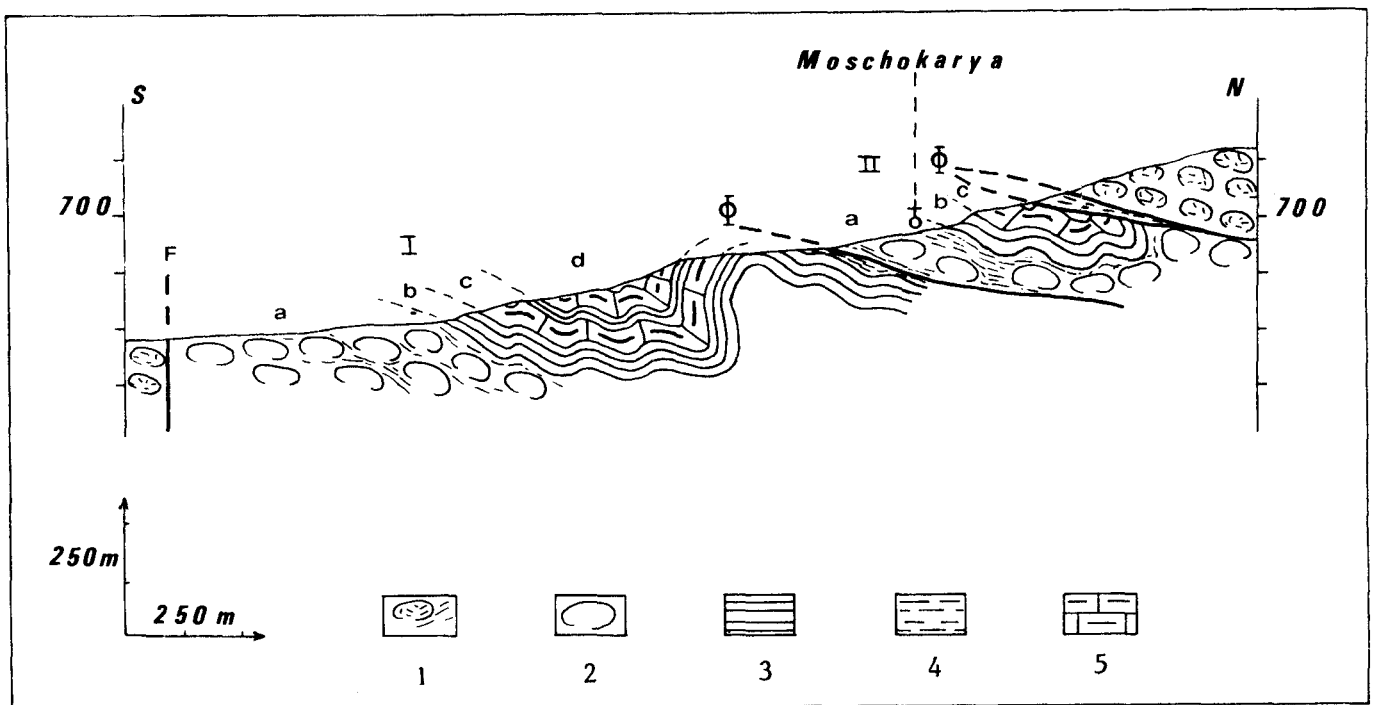 Moschokarya
S N
II Φ
c
b
700 Φ a 700
F I d
c
b
a
250m
250 m
1 2 3 4 5